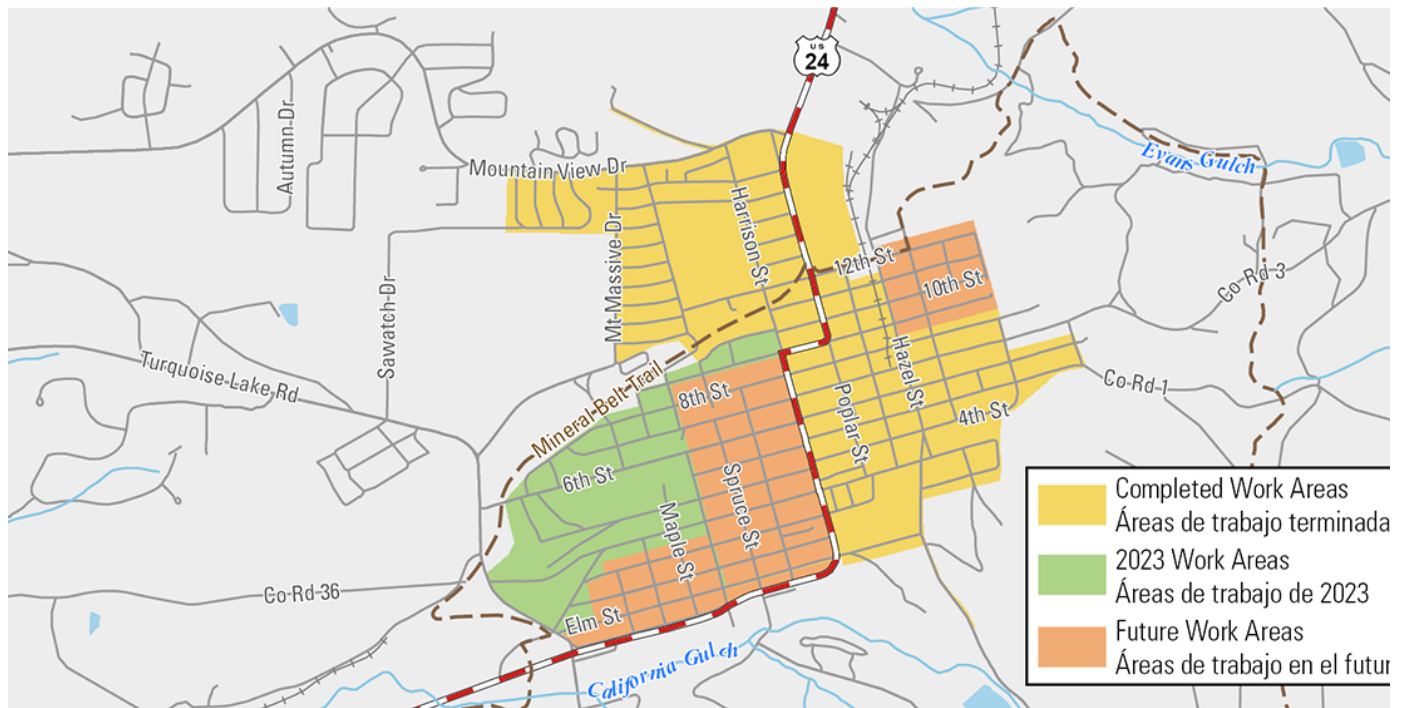 US
24
Autumn Dr
Mountain View Dr
Evans Gulch
Harrison St
Mt Massive Dr
12th St
10th St
Co Rd 3
Sawatch Dr
Turquoise Lake Rd
Mineral Belt Trail
Hazel St
Co Rd 1
8th St
Poplar St
4th St
6th St
Spruce St
Maple St
Co Rd 36
Elm St
California Gulch
Completed Work Areas
Áreas de trabajo terminada
2023 Work Areas
Áreas de trabajo de 2023
Future Work Areas
Áreas de trabajo en el futur